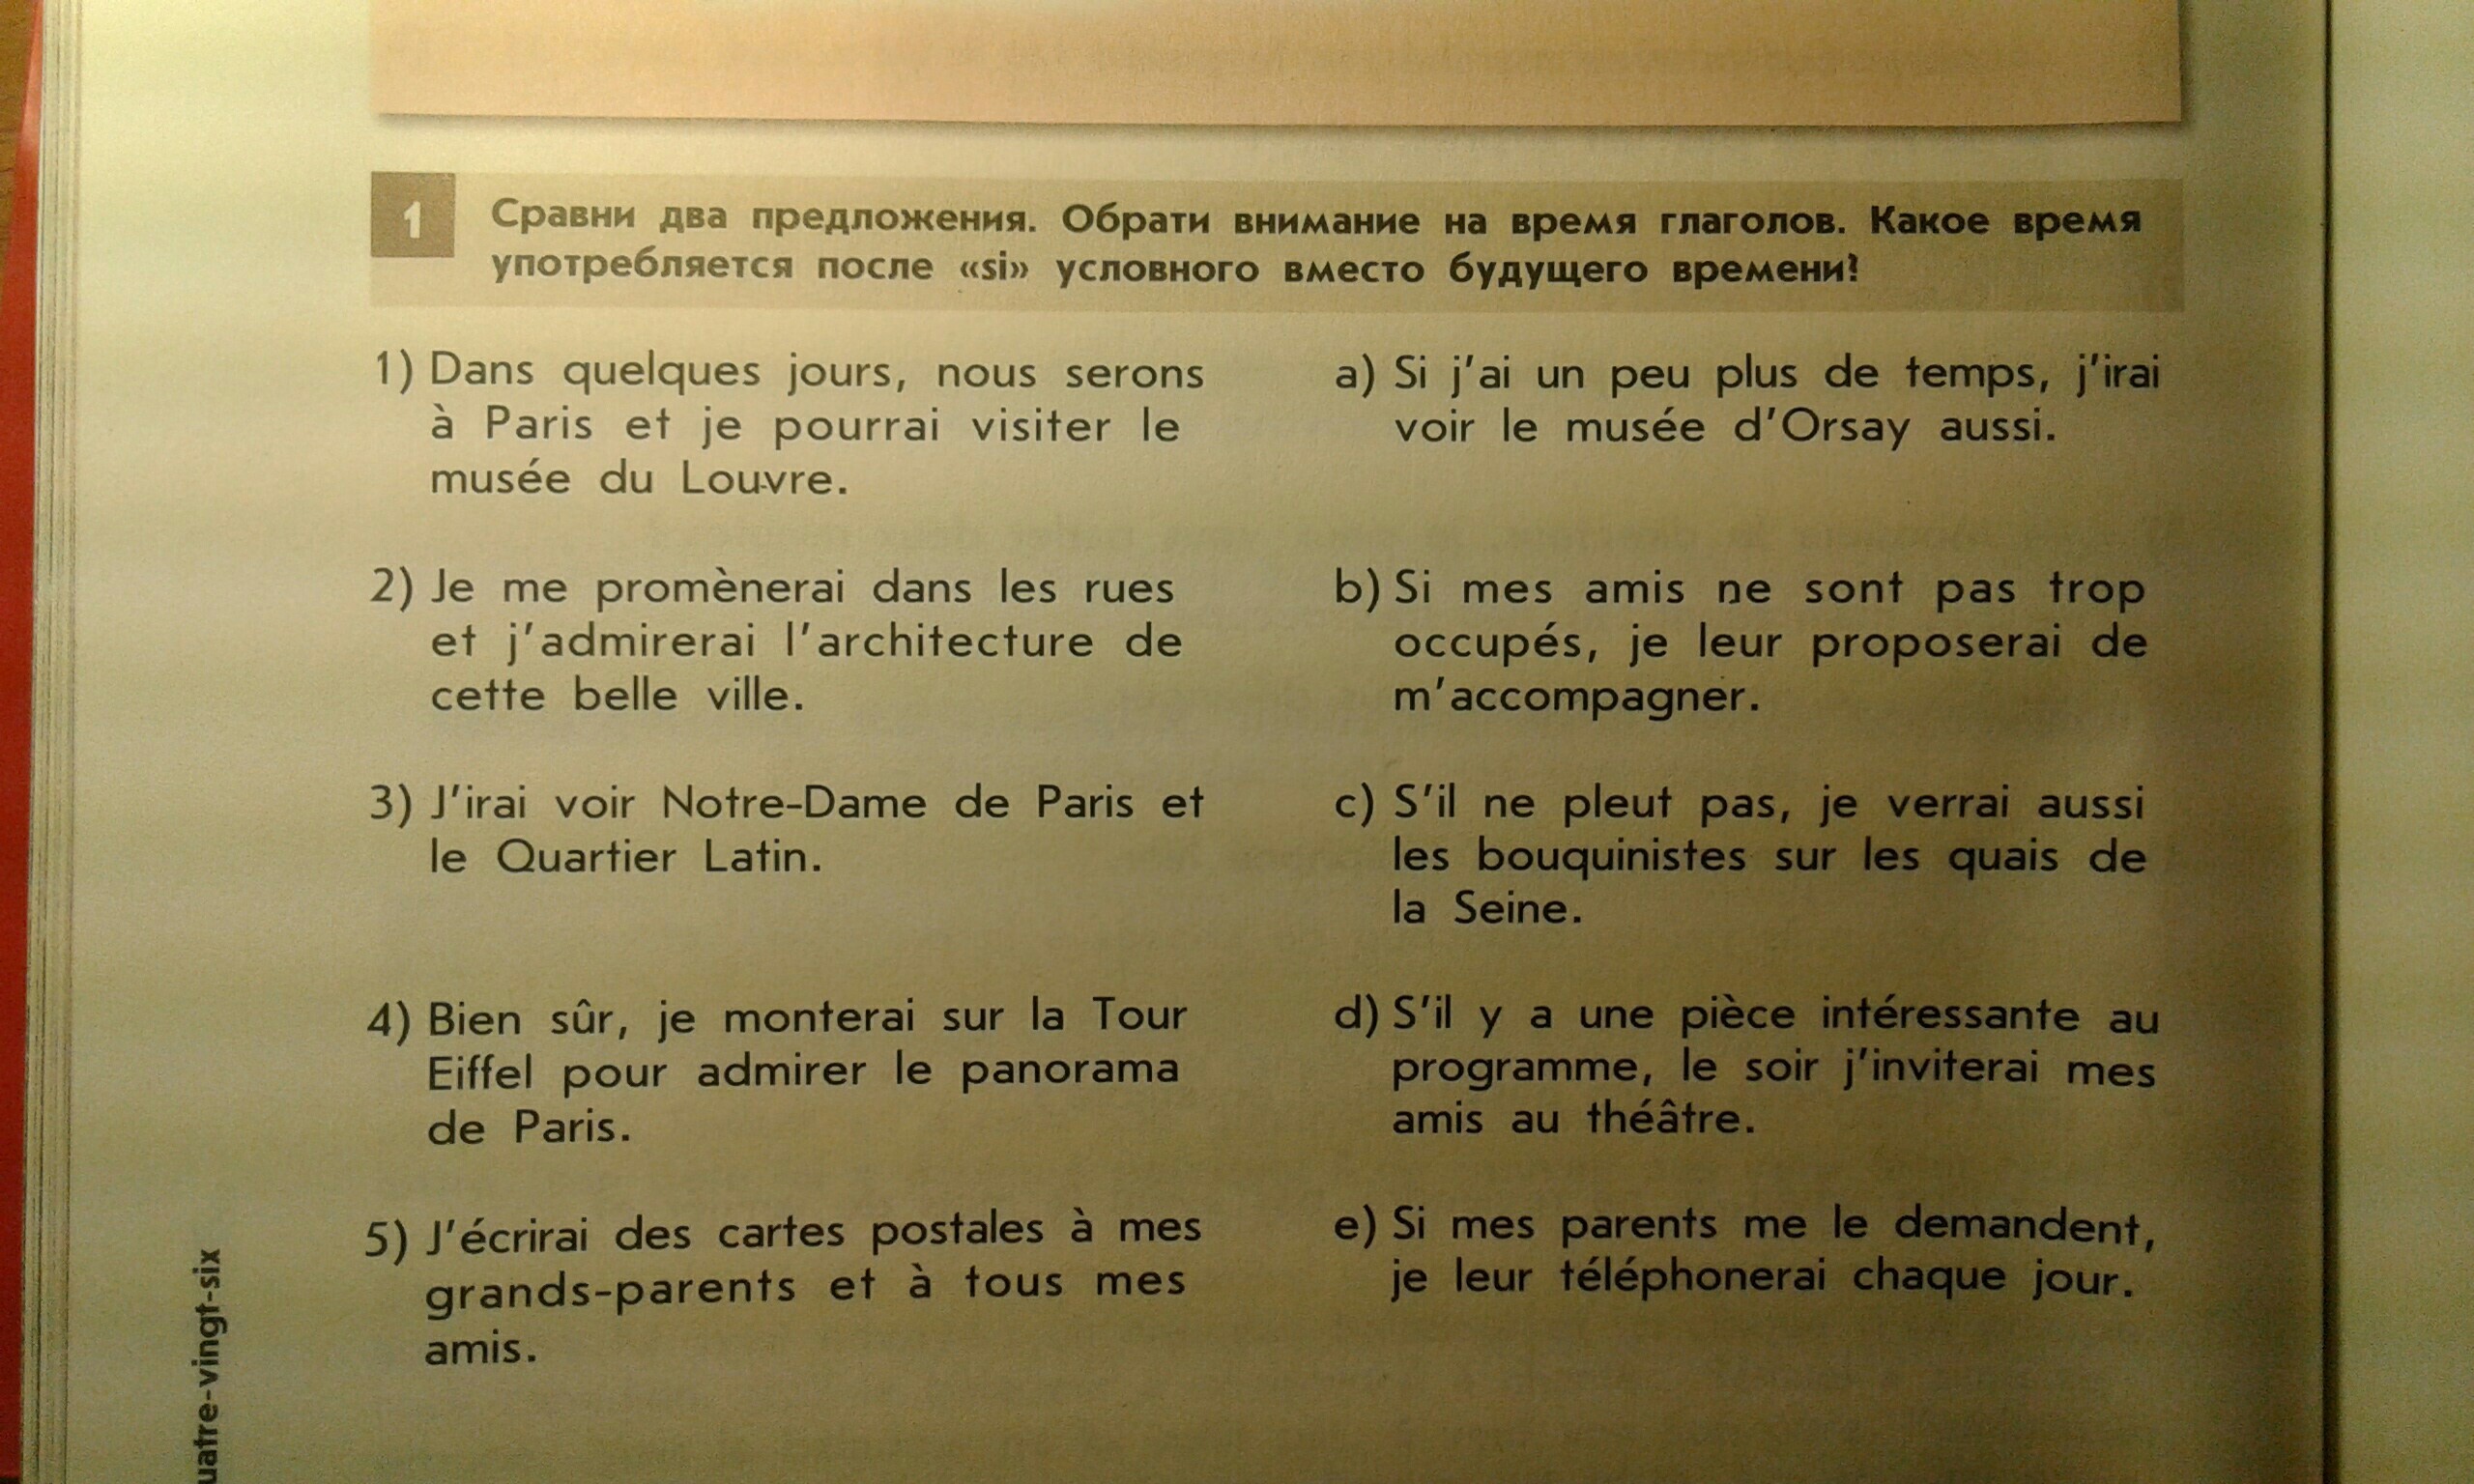 1
Сравни два предложения. Обрати внимание на время глаголов. Какое время
употребляется после «si» условного вместо будущего времени?
1) Dans quelques jours, nous serons
à Paris et je pourrai visiter le
musée du Louvre.
a) Si j'ai un peu plus de temps, j'irai
voir le musée d'Orsay aussi.
2) Je me promènerai dans les rues
et j'admirerai l'architecture de
cette belle ville.
b) Si mes amis ne sont pas trop
occupés, je leur proposerai de
m'accompagner.
3) J'irai voir Notre-Dame de Paris et
le Quartier Latin.
c) S'il ne pleut pas, je verrai aussi
les bouquinistes sur les quais de
la Seine.
4) Bien sûr, je monterai sur la Tour
Eiffel pour admirer le panorama
de Paris.
d) S'il y a une pièce intéressante au
programme, le soir j'inviterai mes
amis au théâtre.
5) J'écrirai des cartes postales à mes
grands-parents et à tous mes
amis.
e) Si mes parents me le demandent,
je leur téléphonerai chaque jour.
uatre-vingt-six